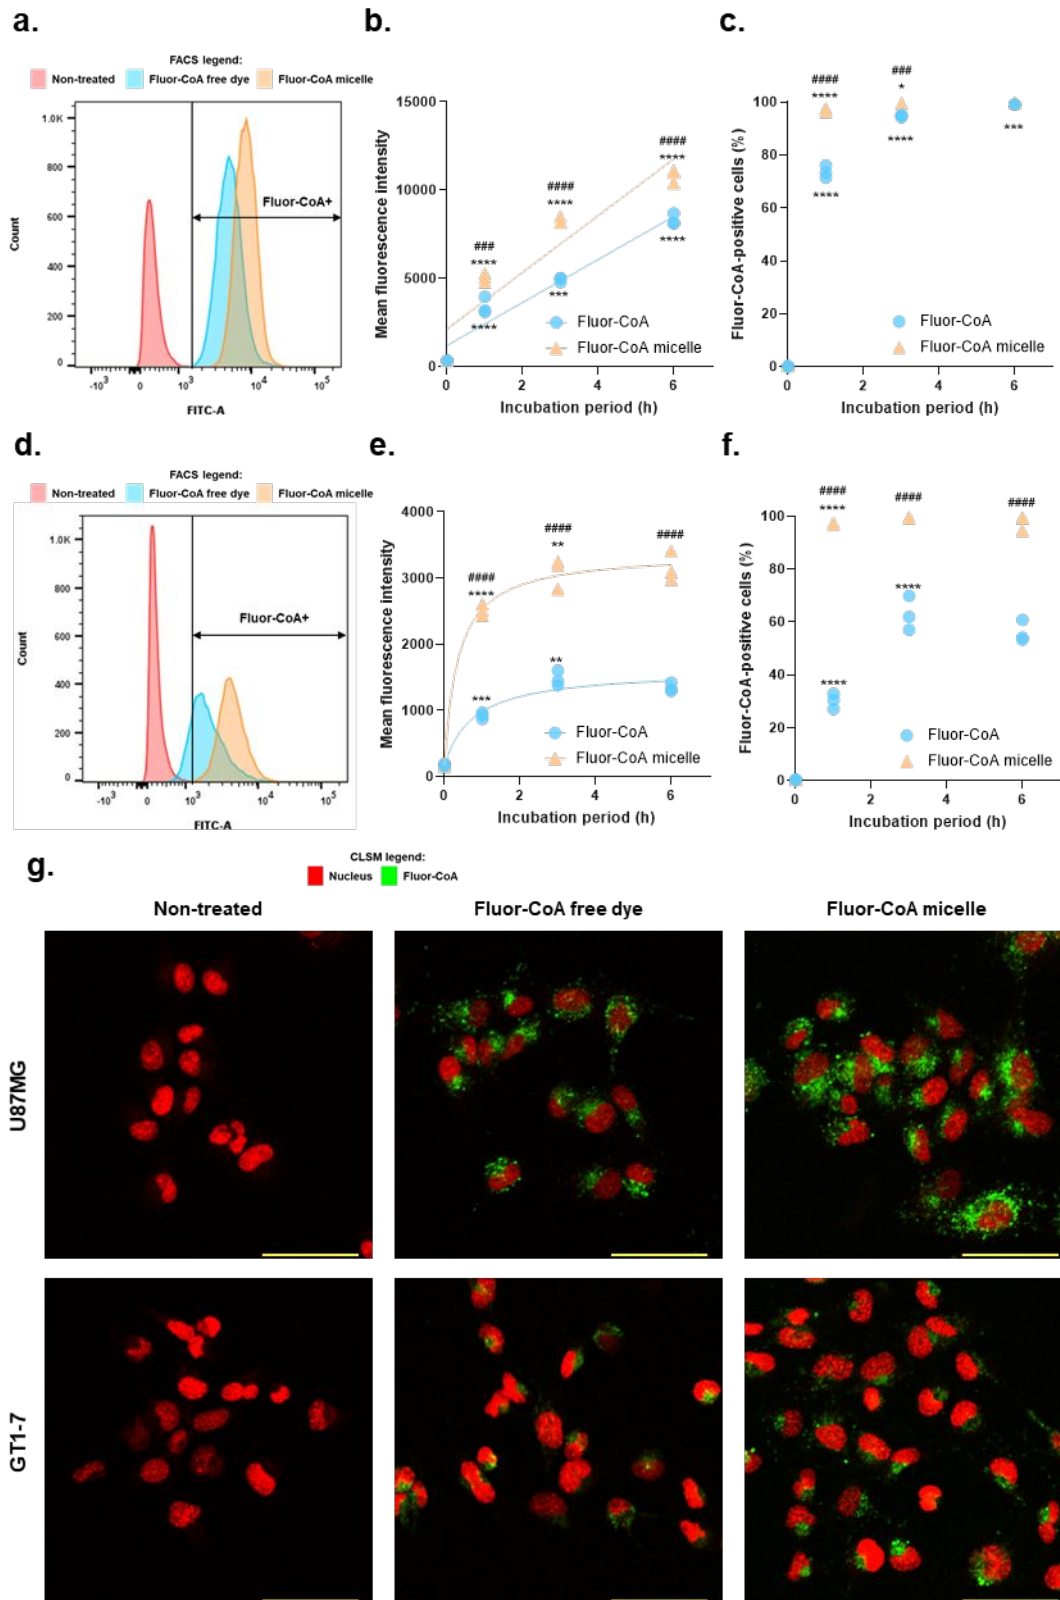 a.
FACS legend:
Non-treated Fluor-CoA free dye Fluor-CoA micelle
1.0K
800
600
400
200
0
Count
Fluor-CoA+
-10³ 0 10³ 10⁴ 10⁵
FITC-A
b.
15000
10000
5000
0
Mean fluorescence intensity
###
****
****
####
****
***
####
****
****
Fluor-CoA
Fluor-CoA micelle
0 2 4 6
Incubation period (h)
c.
100
80
60
40
20
0
Fluor-CoA-positive cells (%)
####
****
****
###
*
****
***
Fluor-CoA
Fluor-CoA micelle
0 2 4 6
Incubation period (h)
d.
FACS legend:
Non-treated Fluor-CoA free dye Fluor-CoA micelle
1.0K
800
600
400
200
0
Count
Fluor-CoA+
-10³ 0 10³ 10⁴ 10⁵
FITC-A
e.
4000
3000
2000
1000
0
Mean fluorescence intensity
####
****
***
####
**
**
####
Fluor-CoA
Fluor-CoA micelle
0 2 4 6
Incubation period (h)
f.
100
80
60
40
20
0
Fluor-CoA-positive cells (%)
####
****
****
####
****
####
Fluor-CoA
Fluor-CoA micelle
0 2 4 6
Incubation period (h)
g.
CLSM legend:
Nucleus Fluor-CoA
Non-treated Fluor-CoA free dye Fluor-CoA micelle
U87MG
GT1-7